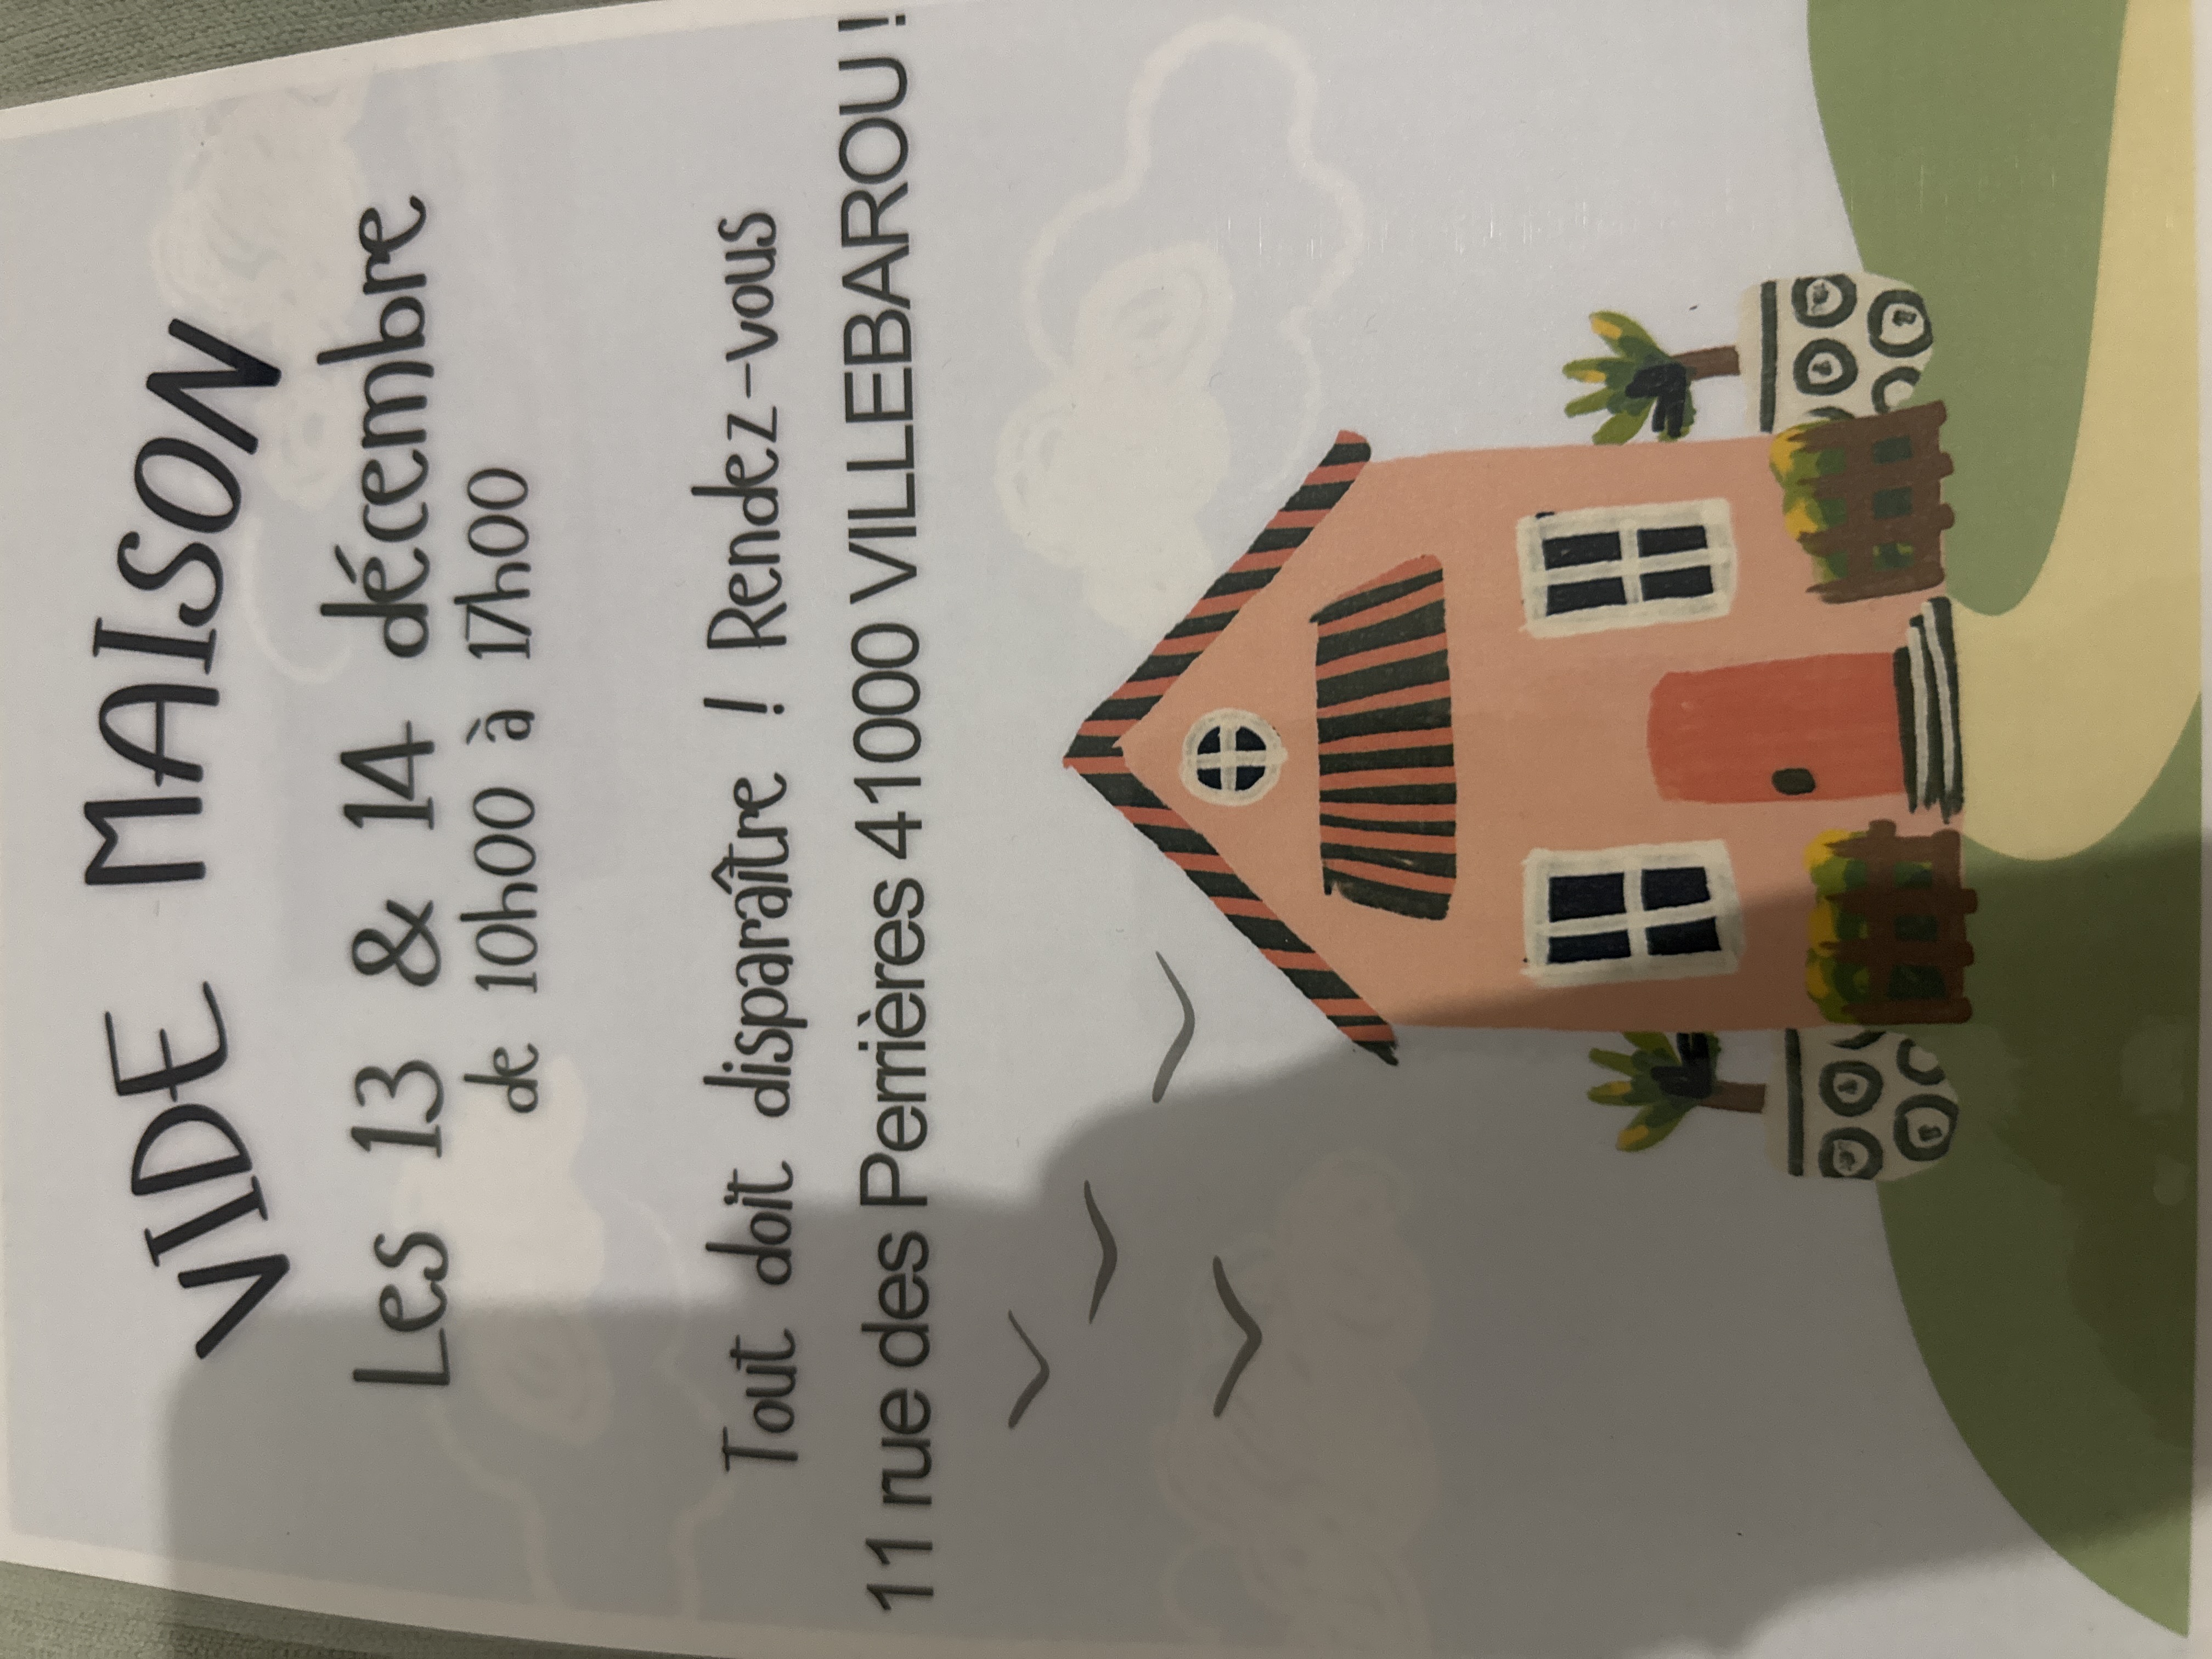 VIDE MAISON
Les 13 & 14 décembre
de 10h00 à 17h00
Tout doit disparaître ! Rendez-vous
11 rue des Perrières 41000 VILLEBAROU !